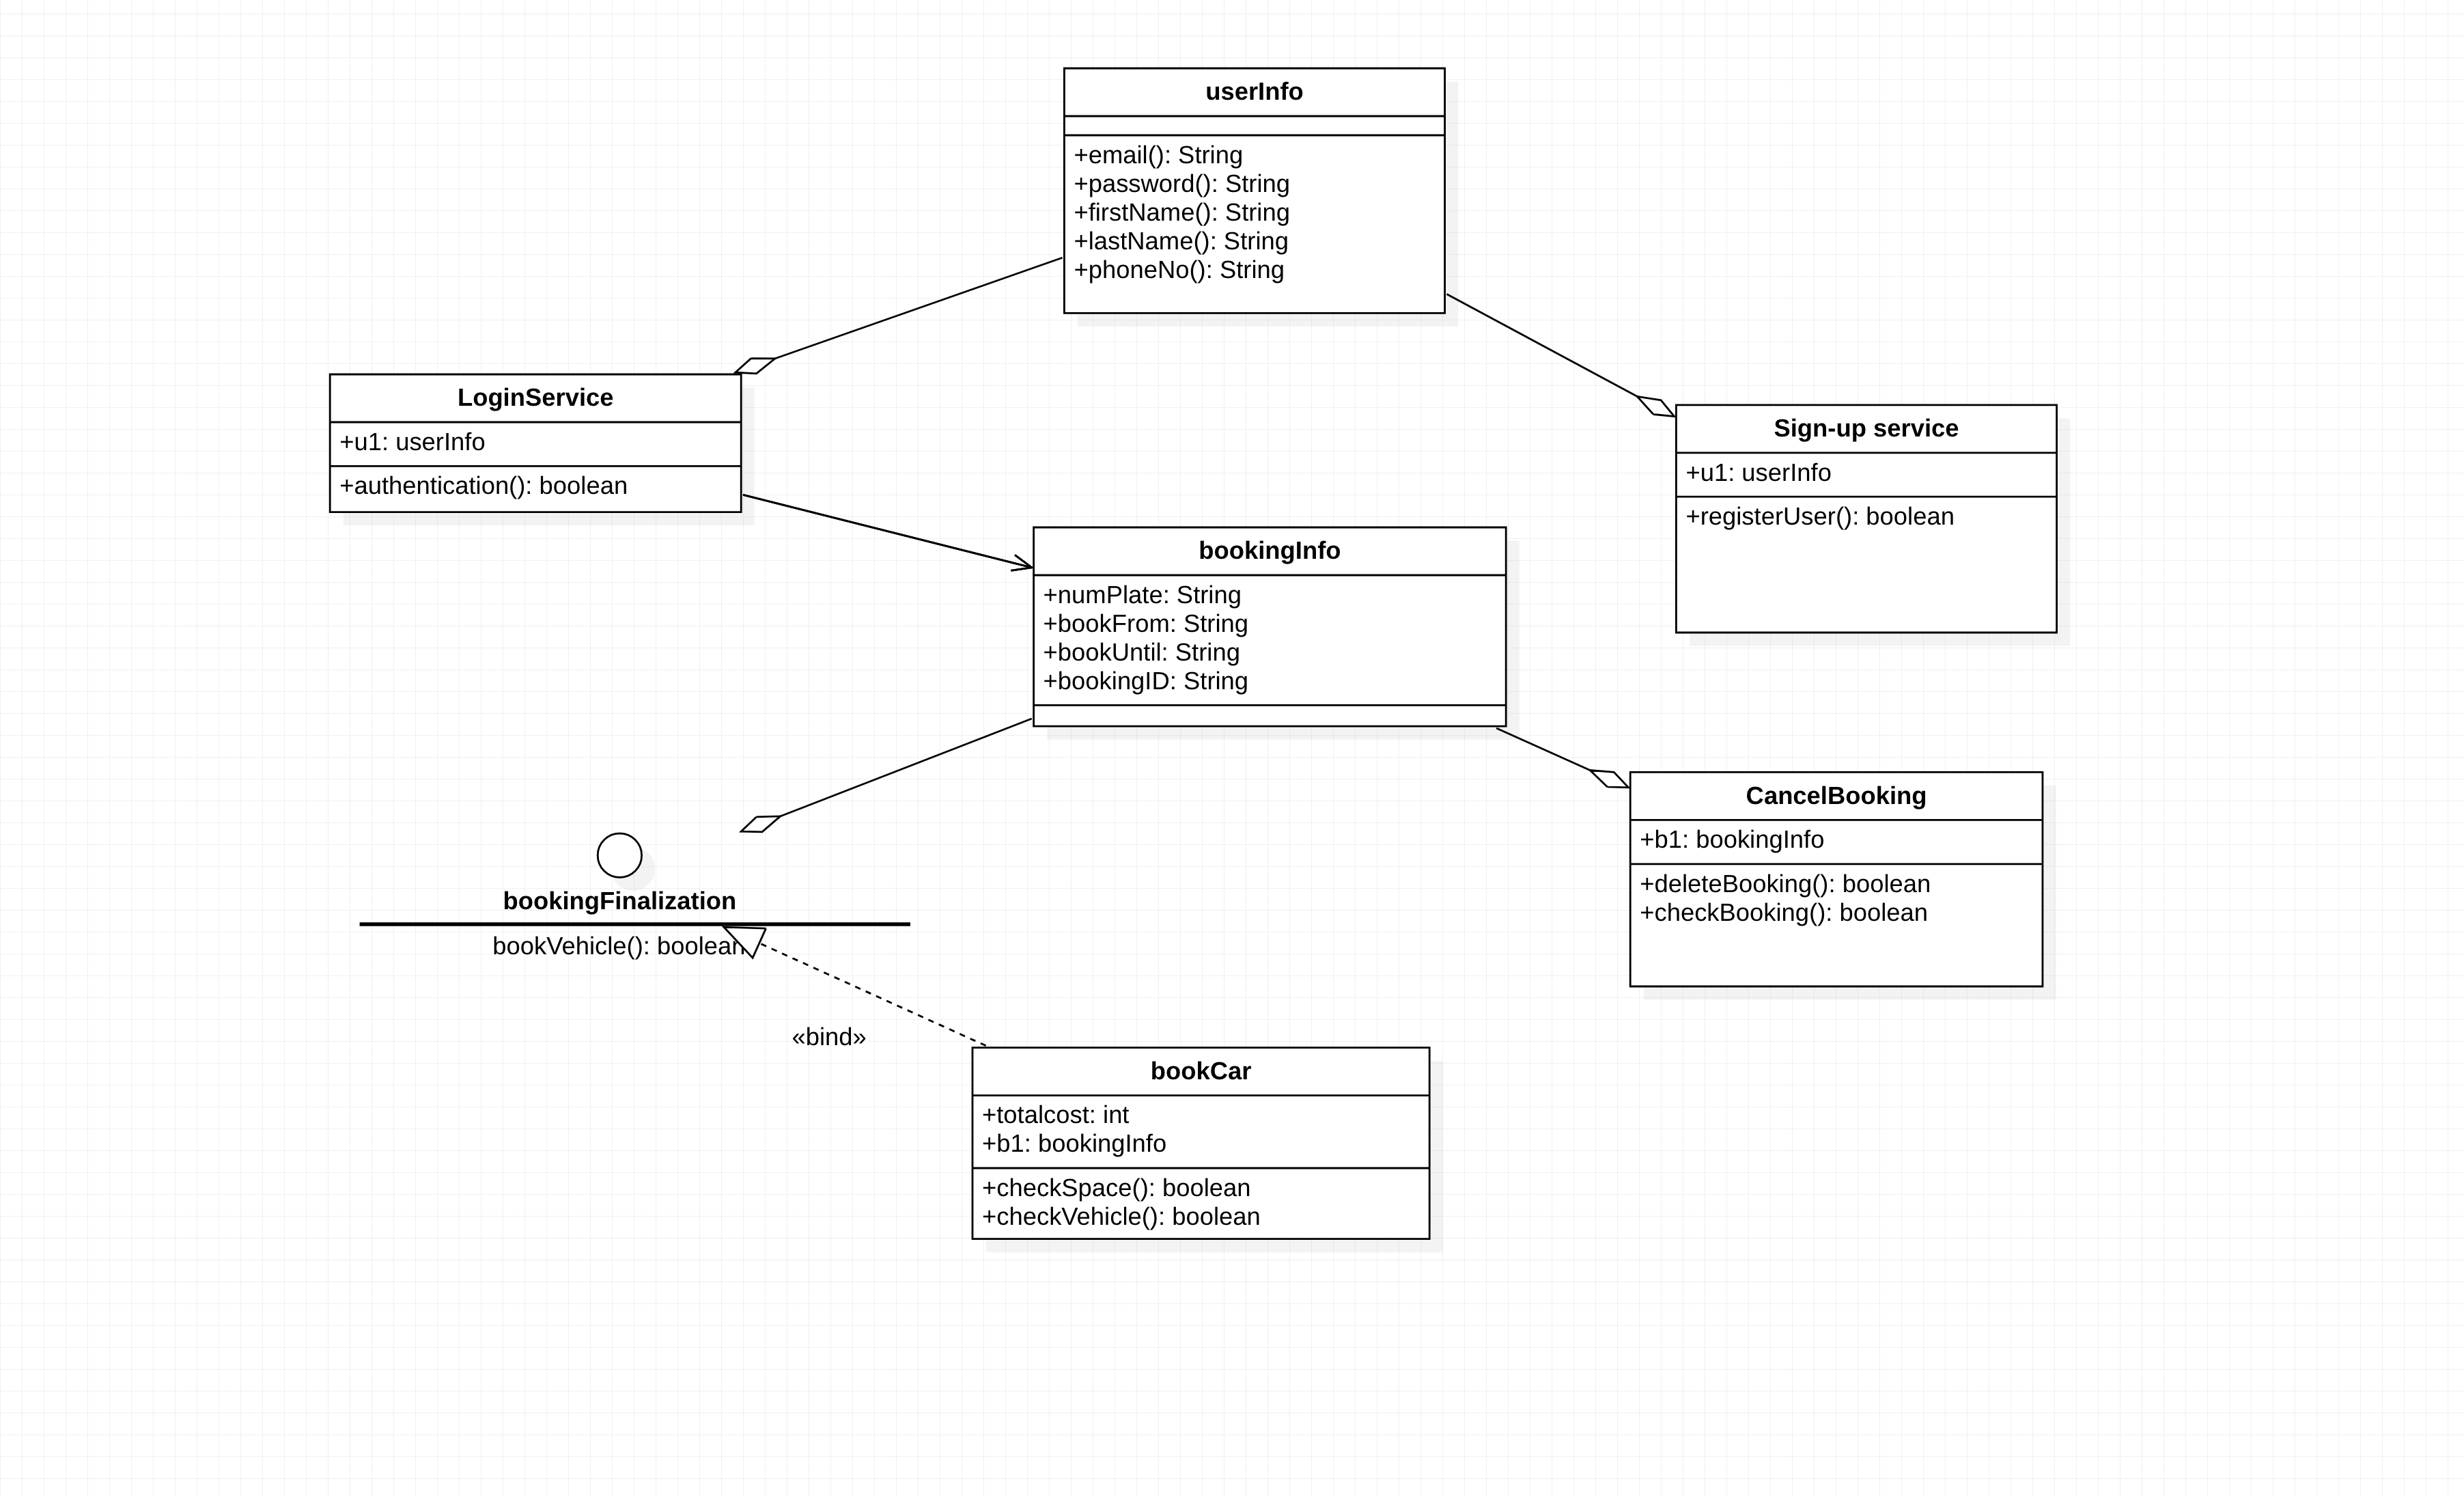 userInfo
+email(): String
+password(): String
+firstName(): String
+lastName(): String
+phoneNo(): String
LoginService
+u1: userInfo
+authentication(): boolean
Sign-up service
+u1: userInfo
+registerUser(): boolean
bookingInfo
+numPlate: String
+bookFrom: String
+bookUntil: String
+bookingID: String
CancelBooking
+b1: bookingInfo
+deleteBooking(): boolean
+checkBooking(): boolean
bookingFinalization
bookVehicle(): boolean
«bind»
bookCar
+totalcost: int
+b1: bookingInfo
+checkSpace(): boolean
+checkVehicle(): boolean